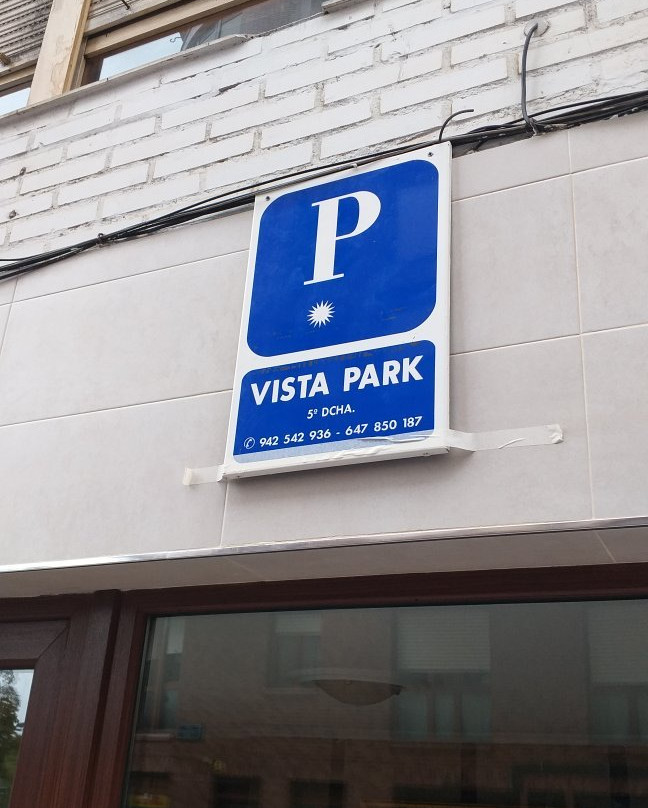 P
VISTA PARK
5º DCHA.
✆ 942 542 936 - 647 850 187